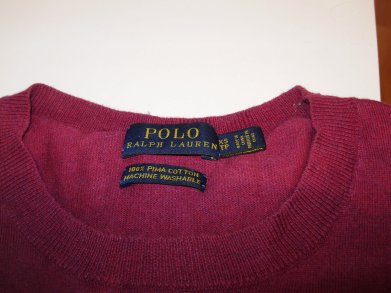 POLO
RALPH LAUREN
100% PIMA COTTON
MACHINE WASHABLE